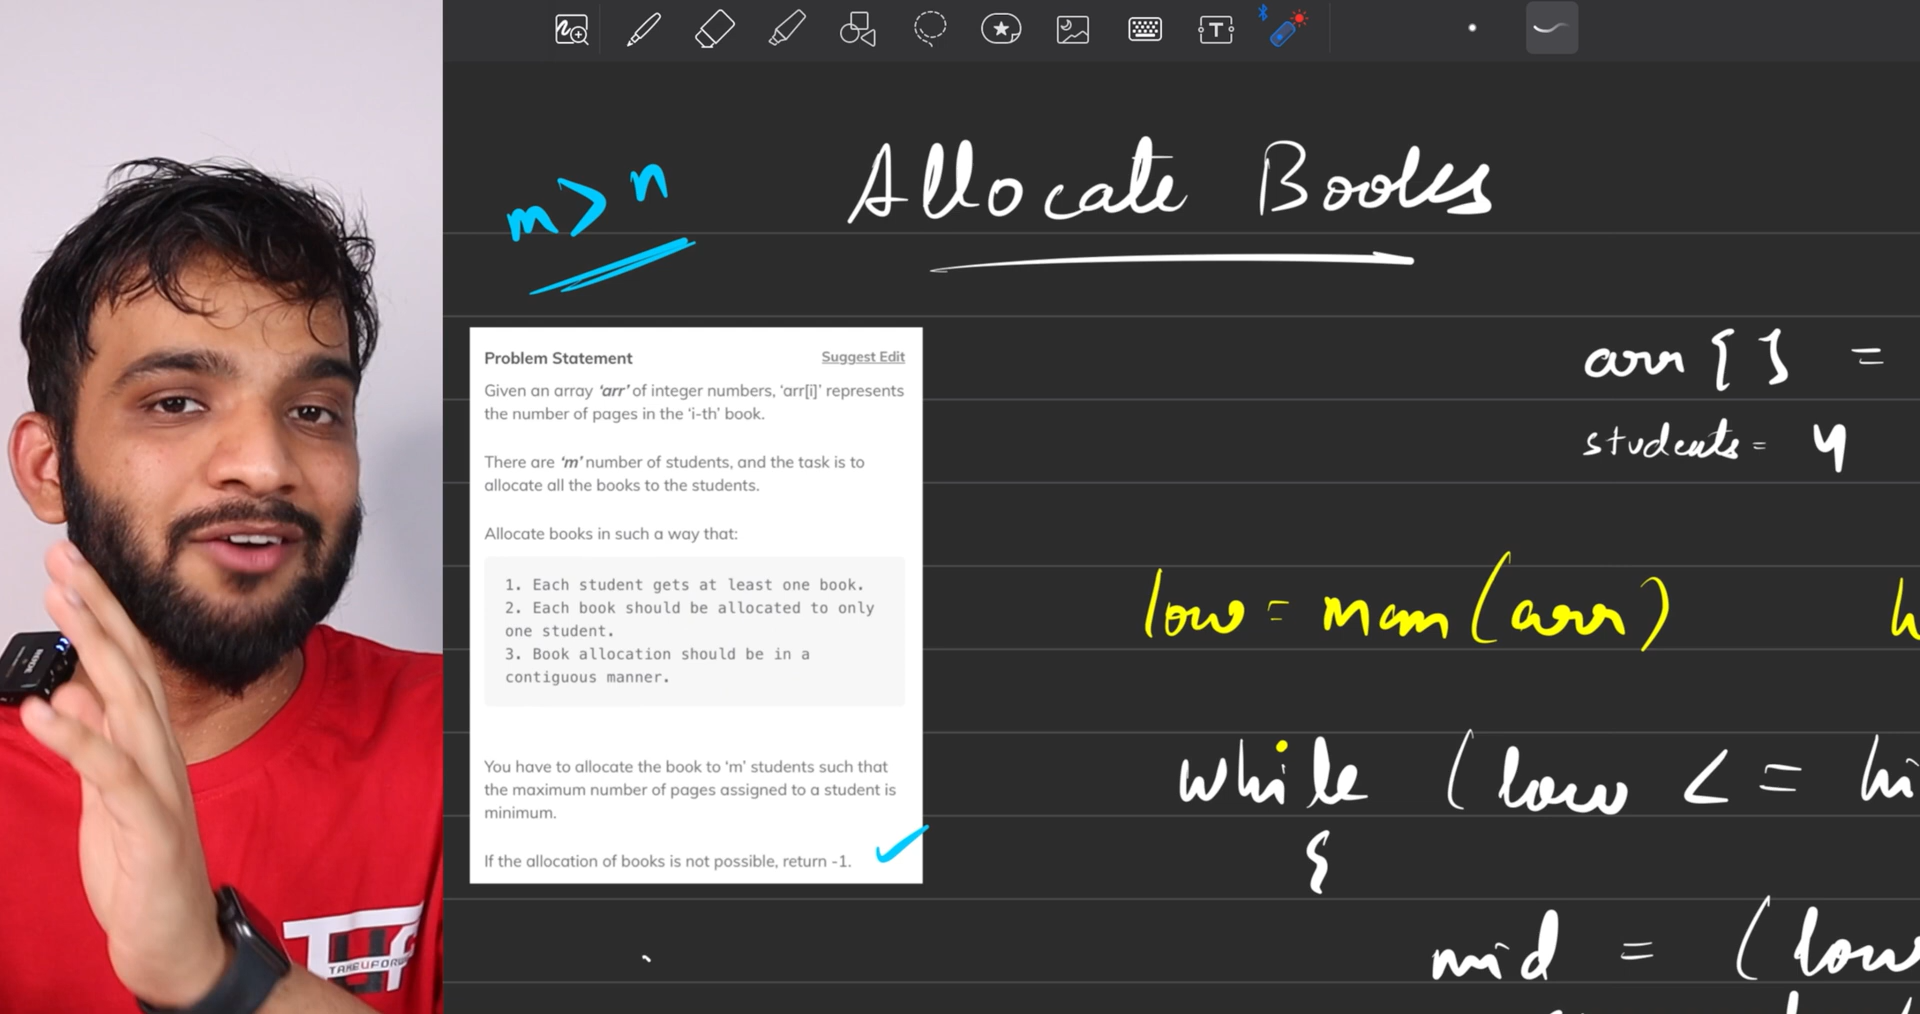 m > n
Allocate Books
Problem Statement
Suggest Edit
Given an array 'arr' of integer numbers, 'arr[i]' represents
the number of pages in the 'i-th' book.
There are 'm' number of students, and the task is to
allocate all the books to the students.
Allocate books in such a way that:
1. Each student gets at least one book.
2. Each book should be allocated to only
one student.
3. Book allocation should be in a
contiguous manner.
You have to allocate the book to 'm' students such that
the maximum number of pages assigned to a student is
minimum.
If the allocation of books is not possible, return -1.
arr [ ] =
students = 4
low = max (arr)
while (low <= hi
{
mid = (low
TUF
TAKEUFORW